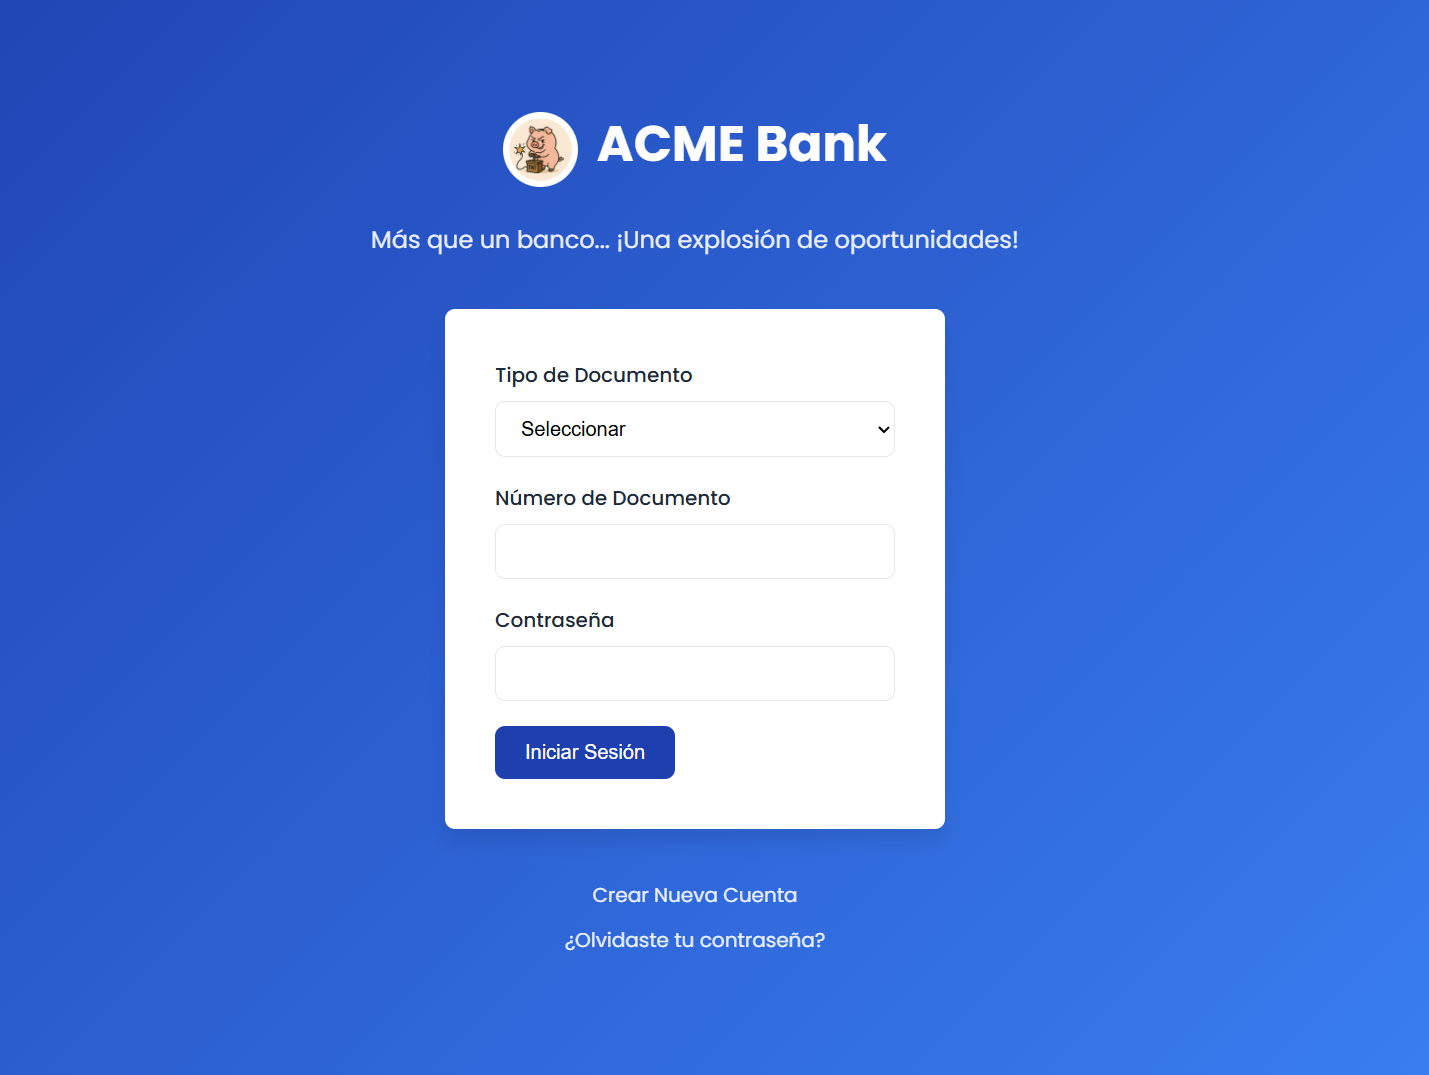 ACME Bank
Más que un banco... ¡Una explosión de oportunidades!
Tipo de Documento
Seleccionar
Número de Documento
Contraseña
Iniciar Sesión
Crear Nueva Cuenta
¿Olvidaste tu contraseña?